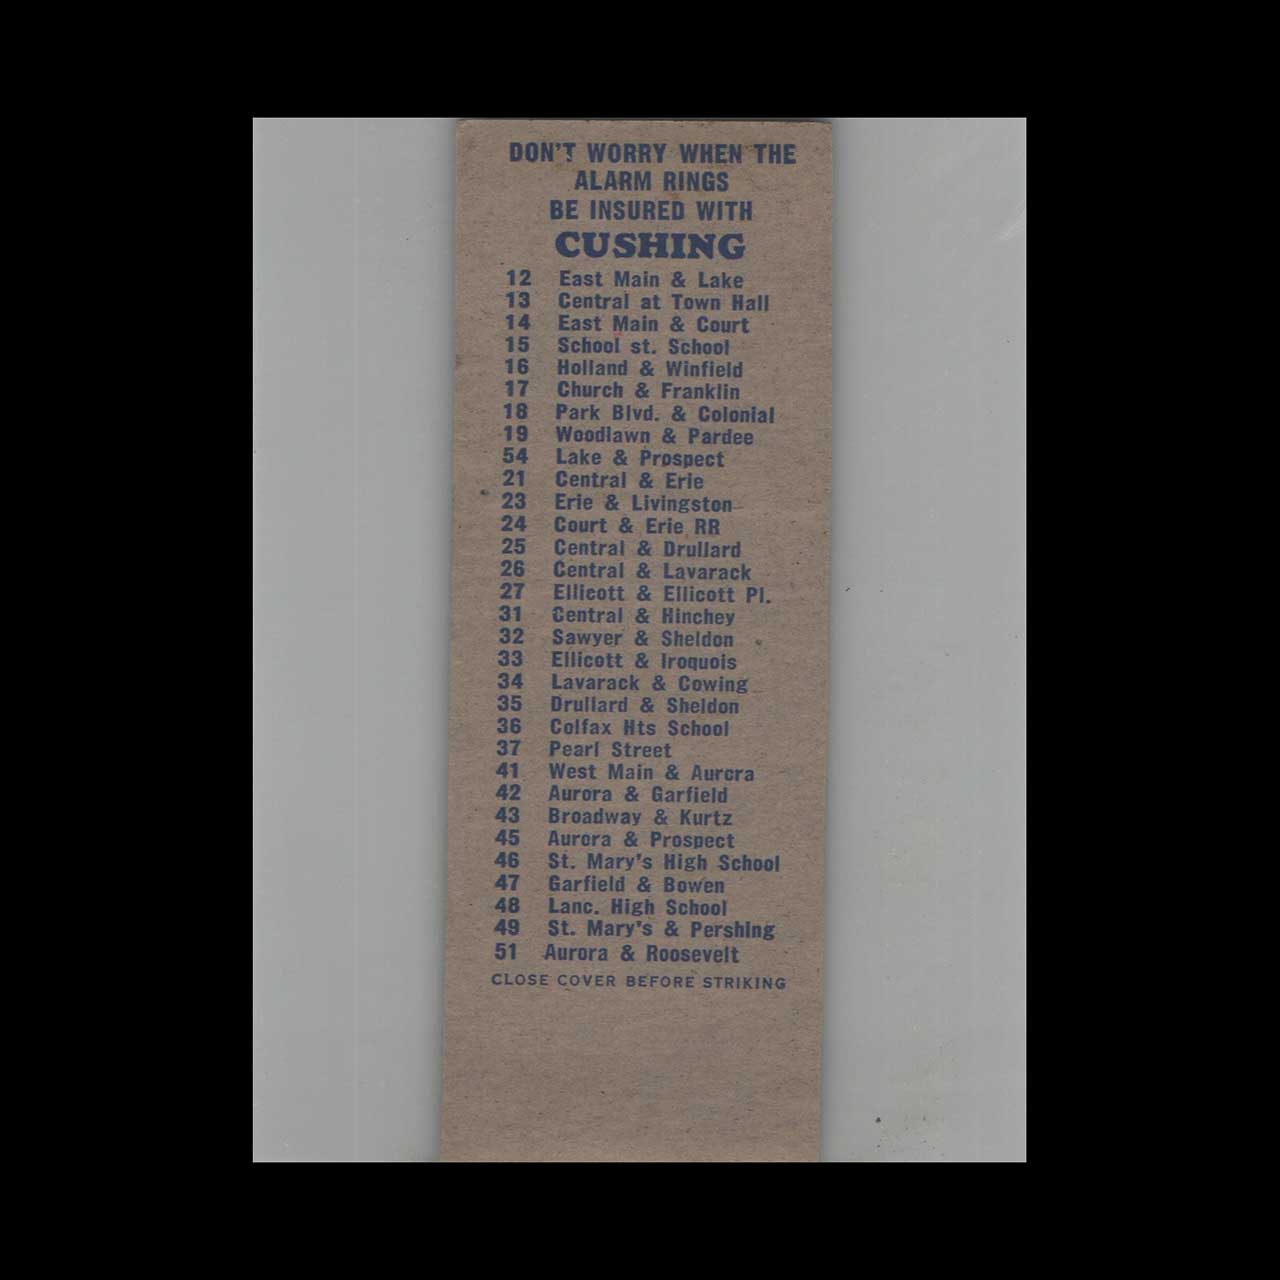 DON'T WORRY WHEN THE
ALARM RINGS
BE INSURED WITH
CUSHING
12 East Main & Lake
13 Central at Town Hall
14 East Main & Court
15 School st. School
16 Holland & Winfield
17 Church & Franklin
18 Park Blvd. & Colonial
19 Woodlawn & Pardee
54 Lake & Prospect
21 Central & Erie
23 Erie & Livingston
24 Court & Erie RR
25 Central & Drullard
26 Central & Lavarack
27 Ellicott & Ellicott Pl.
31 Central & Hinchey
32 Sawyer & Sheldon
33 Ellicott & Iroquois
34 Lavarack & Cowing
35 Drullard & Sheldon
36 Colfax Hts School
37 Pearl Street
41 West Main & Aurora
42 Aurora & Garfield
43 Broadway & Kurtz
45 Aurora & Prospect
46 St. Mary's High School
47 Garfield & Bowen
48 Lanc. High School
49 St. Mary's & Pershing
51 Aurora & Roosevelt
CLOSE COVER BEFORE STRIKING